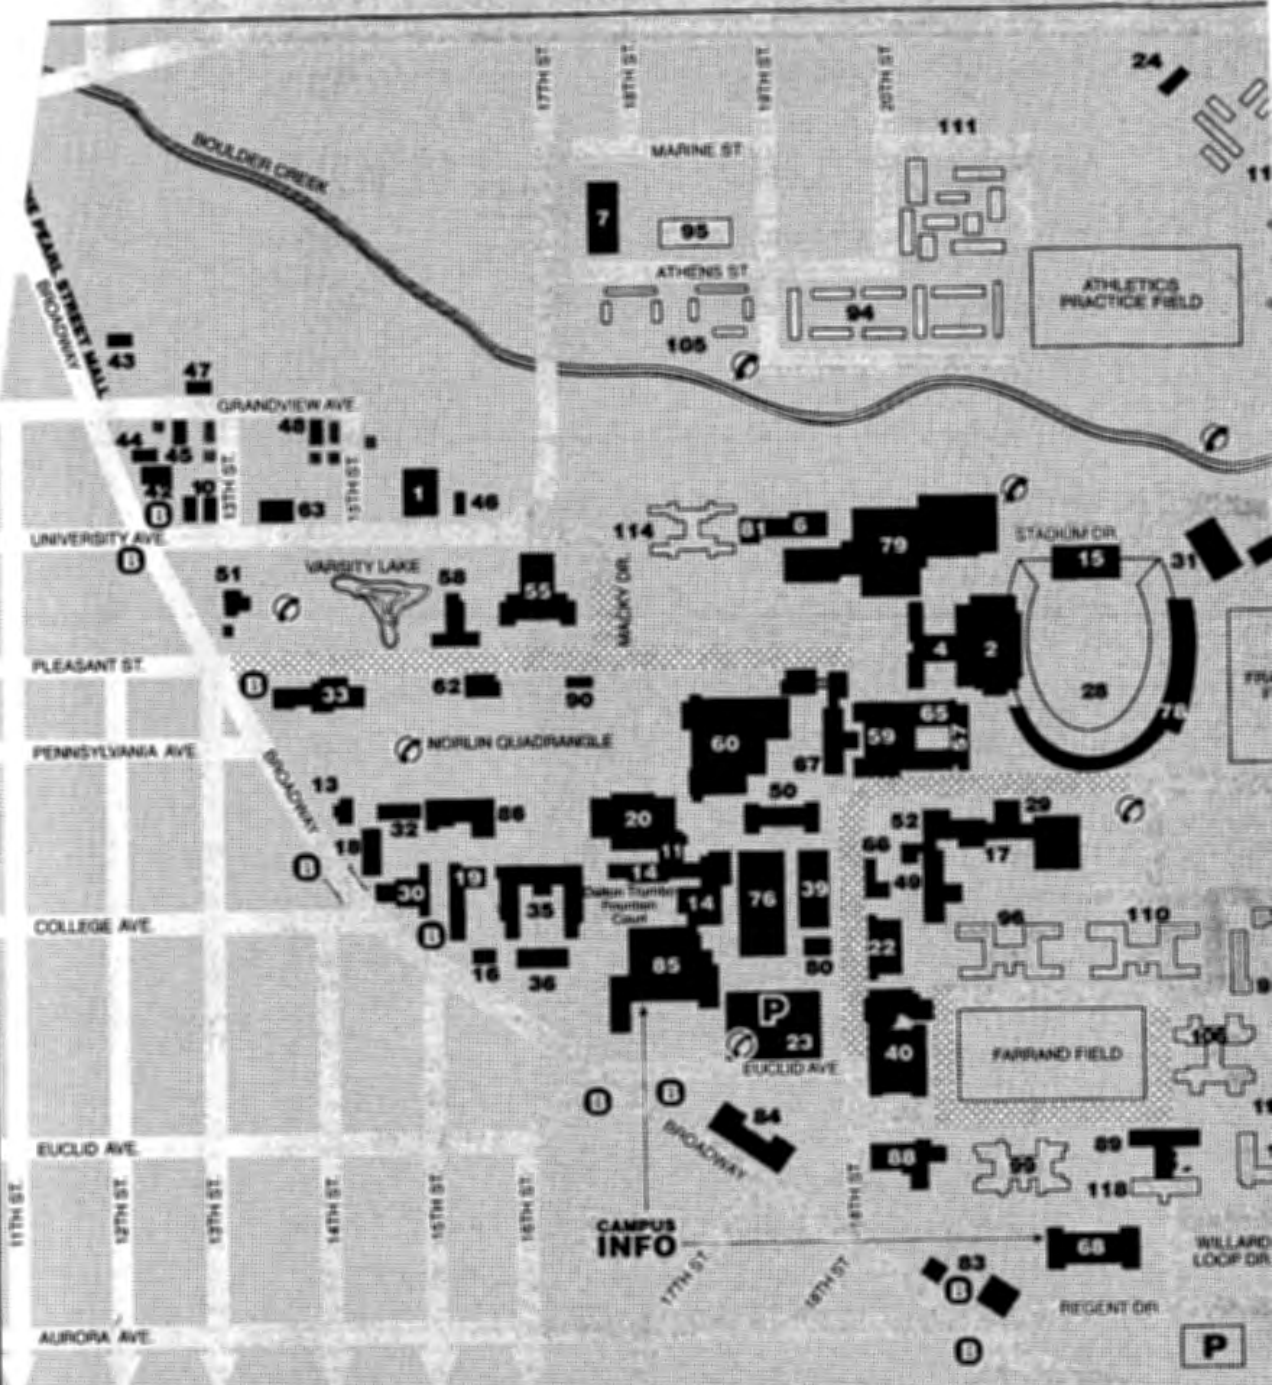 24
17TH ST.
18TH ST.
19TH ST.
20TH ST.
111
MARINE ST.
BOULDER CREEK
7
95
ATHENS ST.
ATHLETICS
PRACTICE FIELD
94
105
PEARL STREET MALL
BROADWAY
43
47
GRANDVIEW AVE.
44
45
48
42
10
13TH ST.
63
15TH ST.
1
46
B
UNIVERSITY AVE.
B
114
81
6
79
STADIUM DR.
15
31
51
VARSITY LAKE
58
55
MACKY DR.
4
2
28
78
PLEASANT ST.
B
33
62
90
60
67
59
65
57
PENNSYLVANIA AVE.
NORLIN QUADRANGLE
BROADWAY
13
32
86
50
20
52
29
17
18
B
11
66
49
30
19
35
14
14
Dalton Trumbo
Fountain
Court
76
39
96
110
COLLEGE AVE.
B
16
36
85
80
22
P
23
40
FARRAND FIELD
106
EUCLID AVE.
B
B
84
BROADWAY
EUCLID AVE.
88
99
89
118
11TH ST.
12TH ST.
13TH ST.
14TH ST.
15TH ST.
16TH ST.
18TH ST.
CAMPUS
INFO
68
WILLARD
LOOP DR.
17TH ST.
18TH ST.
83
B
REGENT DR.
AURORA AVE.
B
P